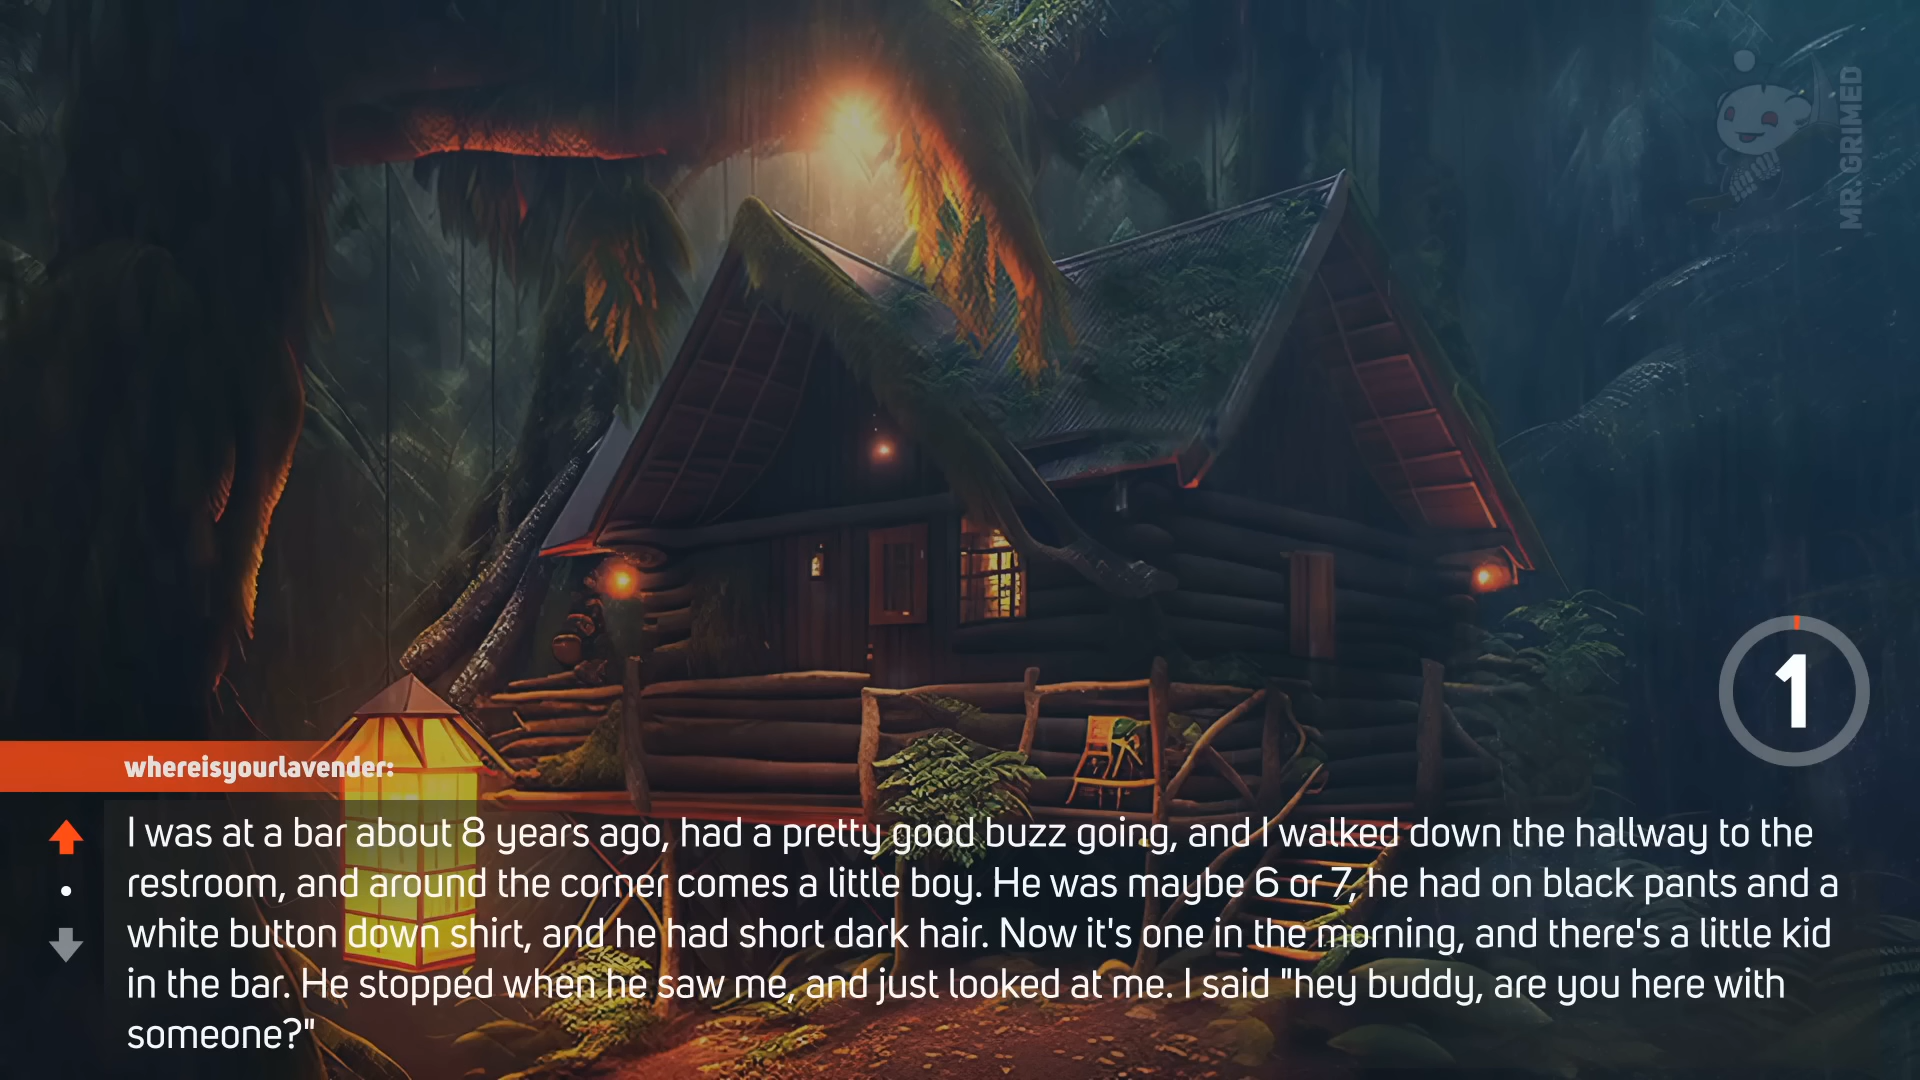 MR.GRIMED
1
whereisyourlavender:
I was at a bar about 8 years ago, had a pretty good buzz going, and I walked down the hallway to the
restroom, and around the corner comes a little boy. He was maybe 6 or 7, he had on black pants and a
white button down shirt, and he had short dark hair. Now it's one in the morning, and there's a little kid
in the bar. He stopped when he saw me, and just looked at me. I said "hey buddy, are you here with
someone?"